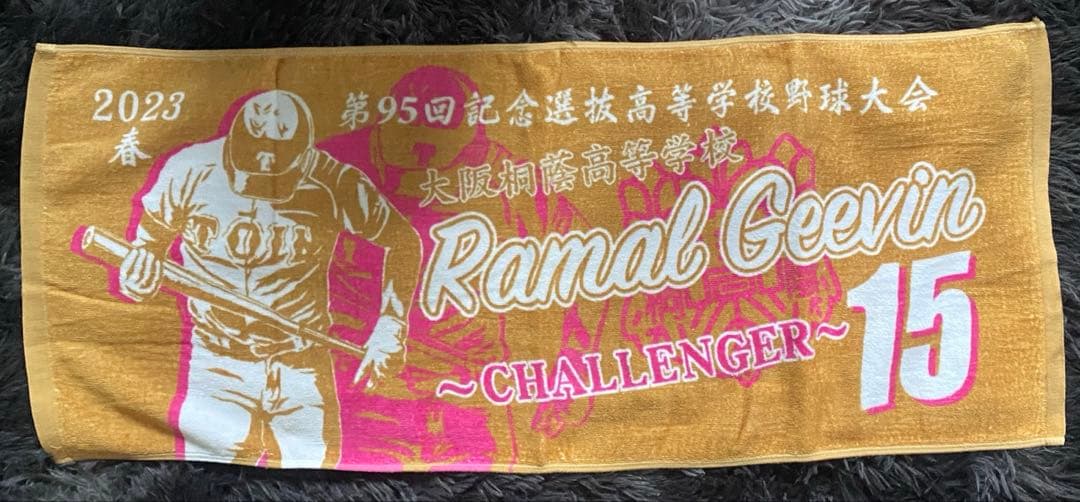 2023
春
第95回記念選抜高等学校野球大会
大阪桐蔭高等学校
Ramal Geevin
~CHALLENGER~
15
T
TOIN